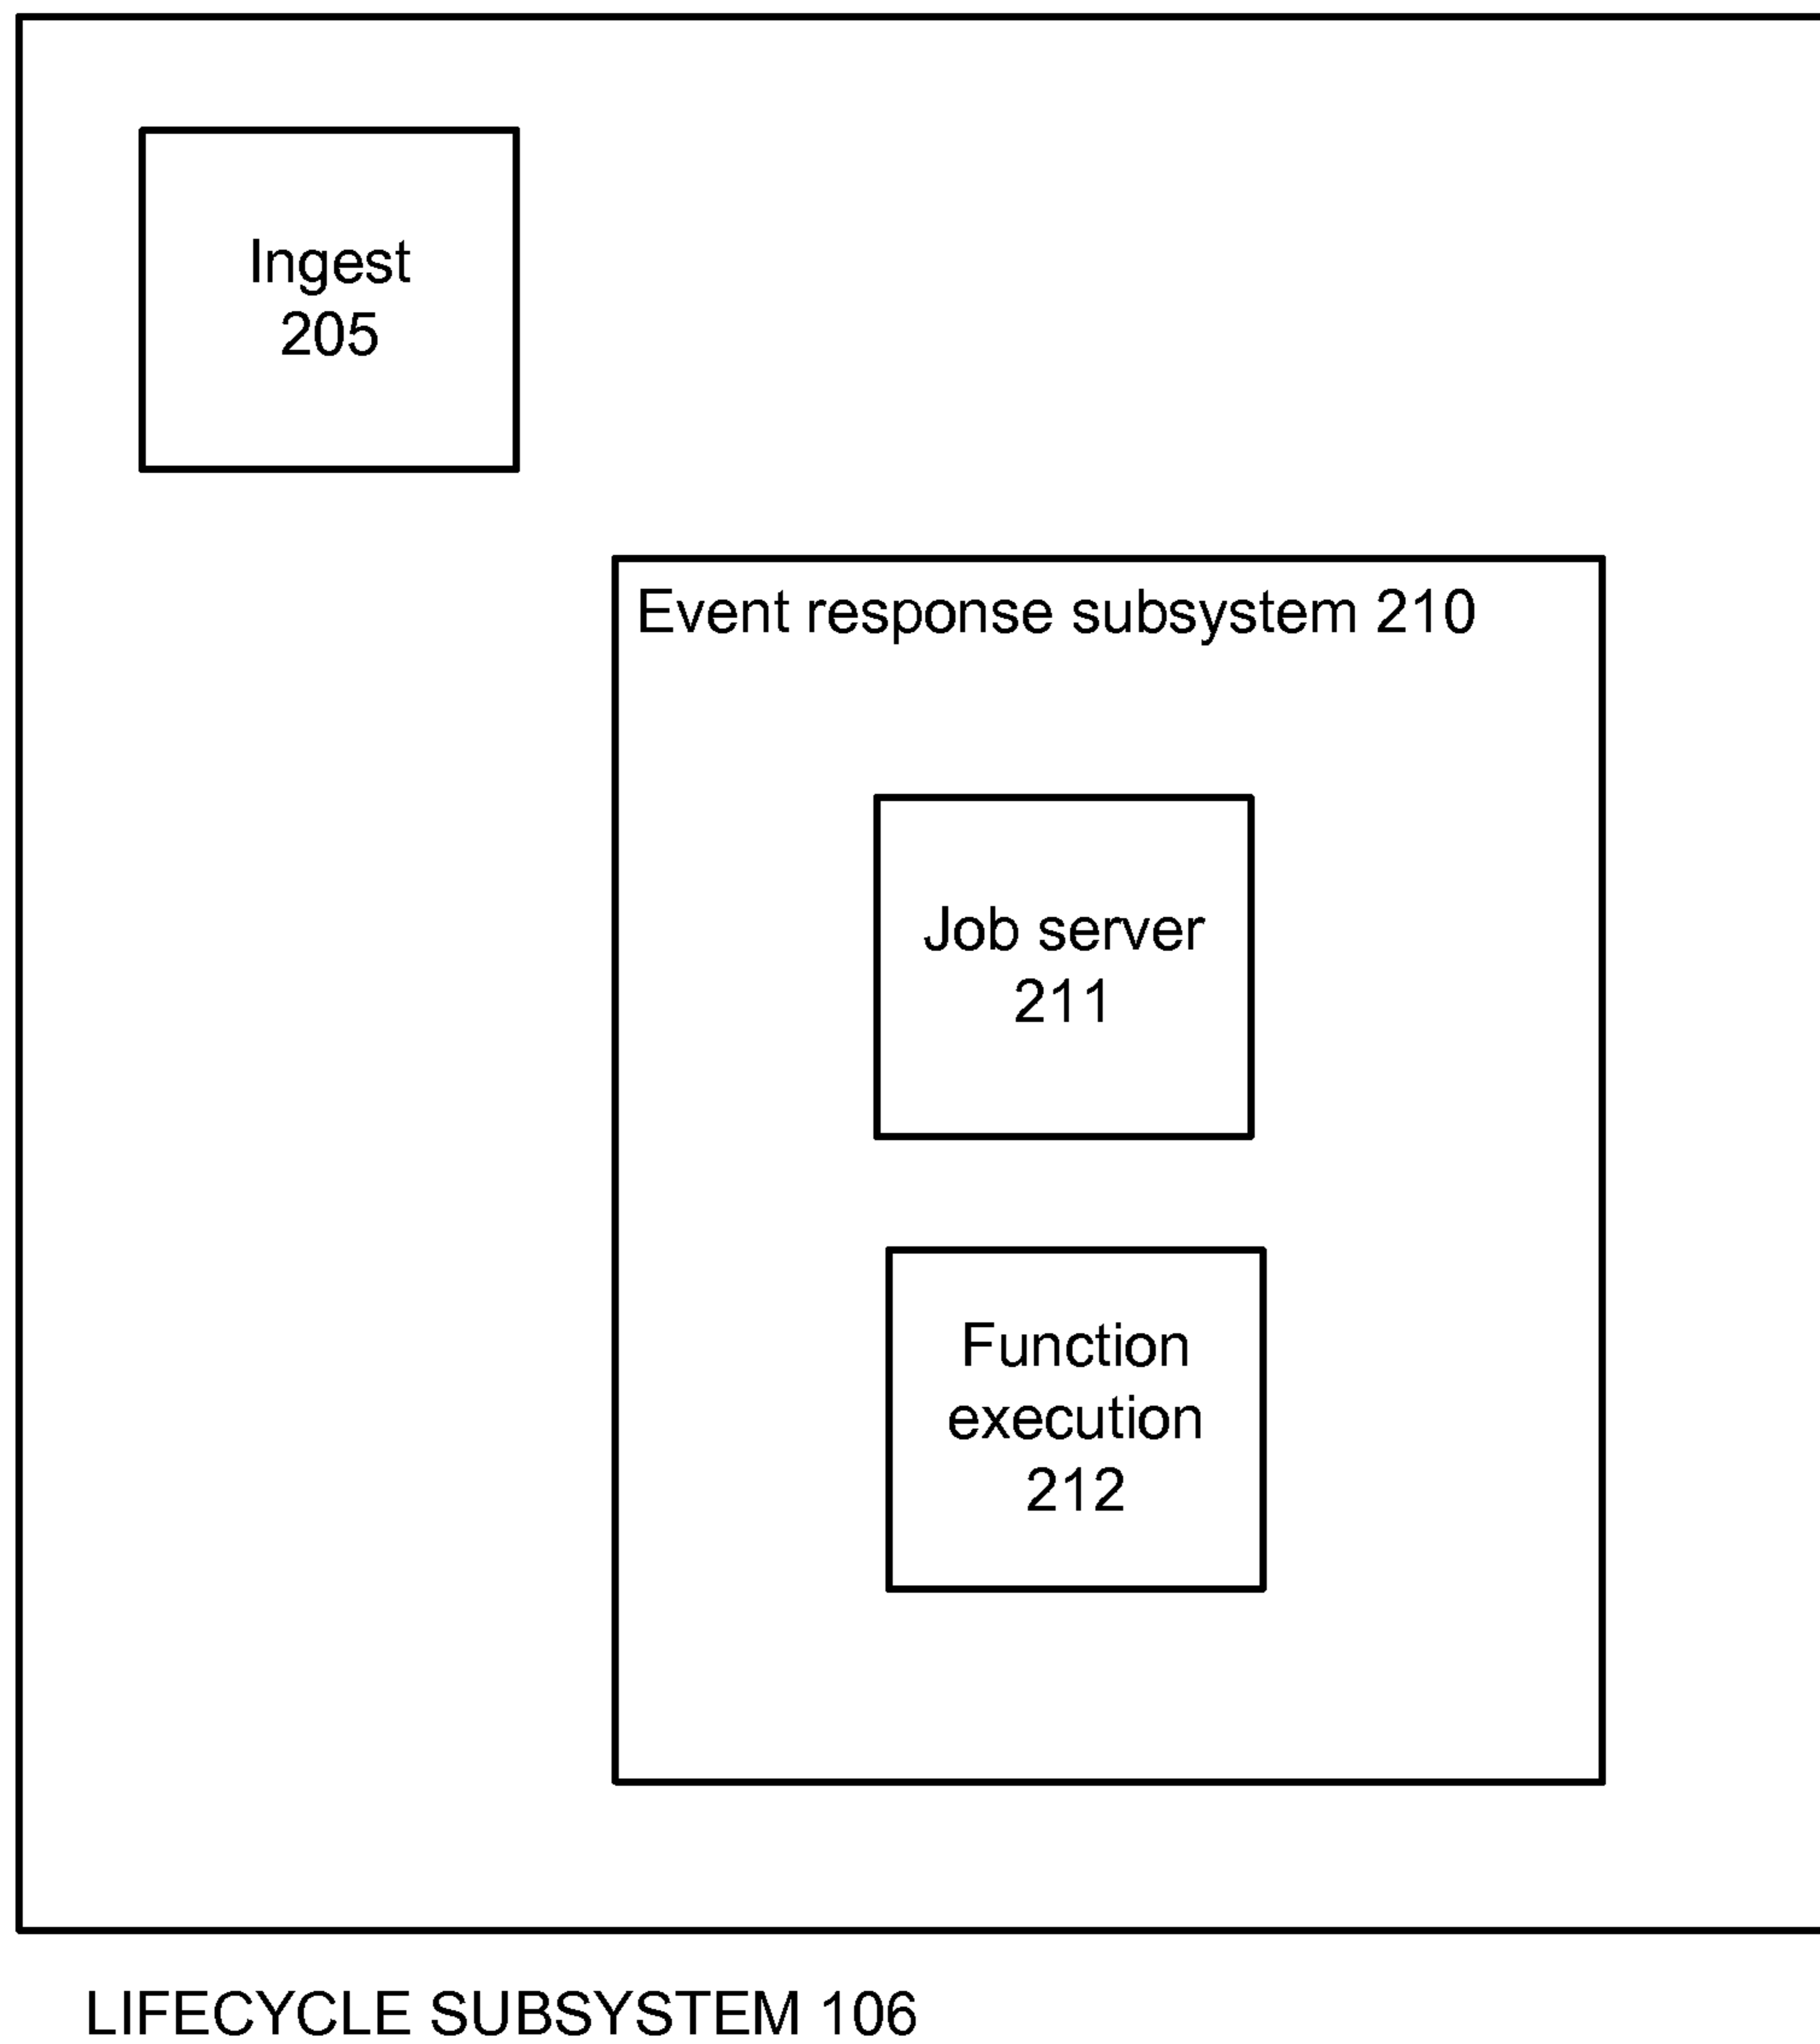 Ingest
205
Event response subsystem 210
Job server
211
Function
execution
212
LIFECYCLE SUBSYSTEM 106